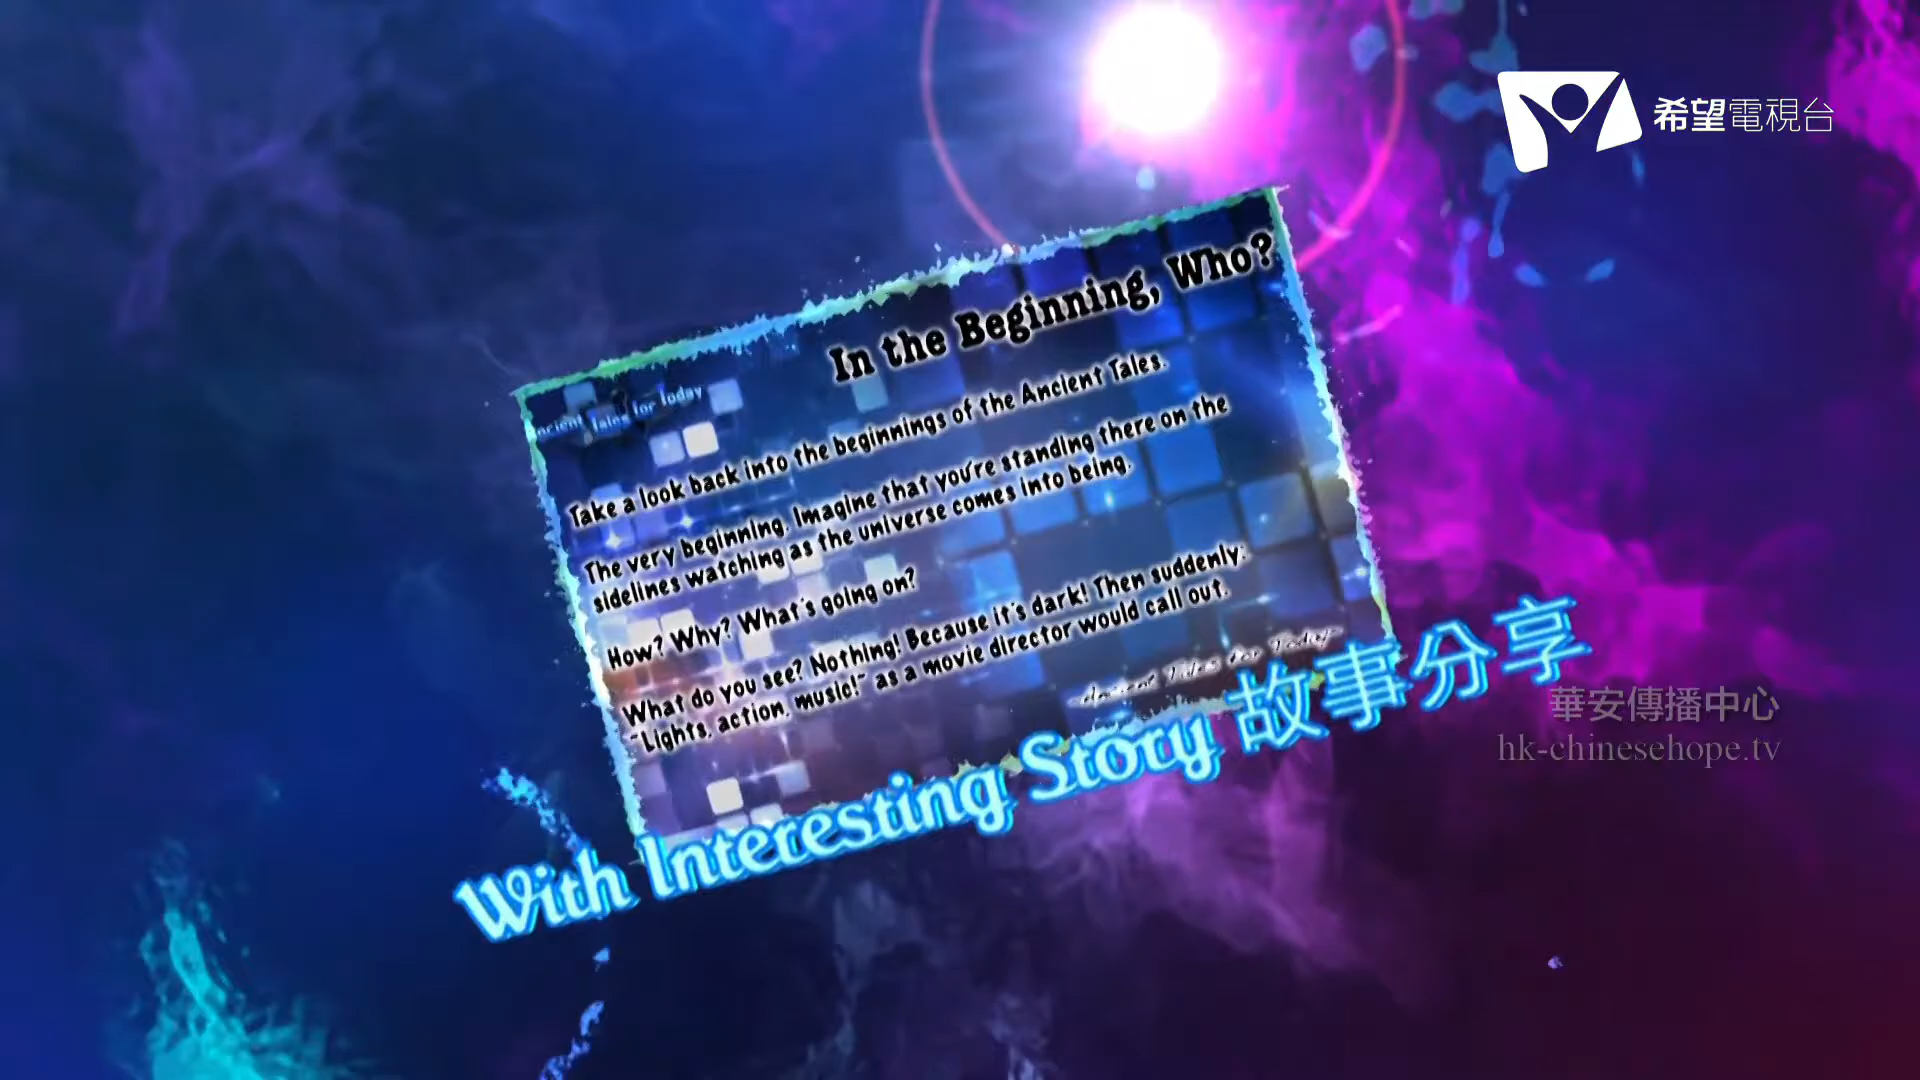 希望電視台
In the Beginning, Who?
Ancient Tales for Today
Take a look back into the beginnings of the Ancient Tales.
The very beginning. Imagine that you're standing there on the
sidelines watching as the universe comes into being.
How? Why? What's going on?
What do you see? Nothing! Because it's dark! Then suddenly:
"Lights, action, music!" as a movie director would call out.
Ancient Tales for Today
With Interesting Story 故事分享
華安傳播中心
hk-chinesehope.tv